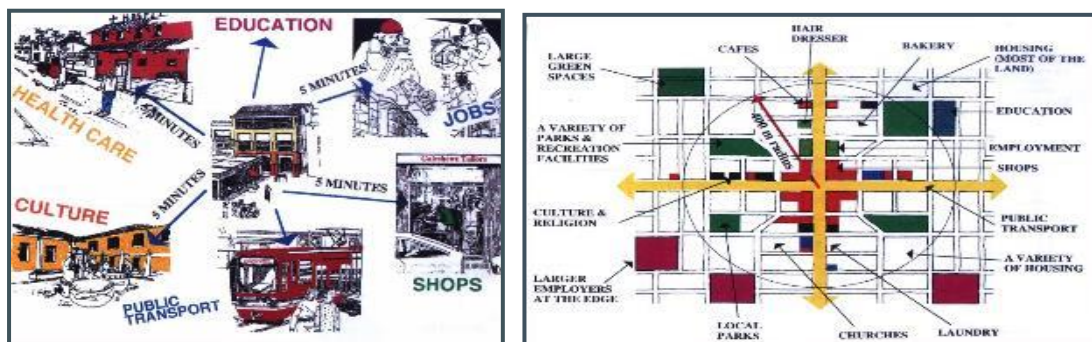 EDUCATION
5 MINUTES
JOBS
HEALTH CARE
5 MINUTES
5 MINUTES
5 MINUTES
CULTURE
PUBLIC
TRANSPORT
SHOPS
HAIR
DRESSER
CAFES
BAKERY
HOUSING
(MOST OF THE
LAND)
LARGE
GREEN
SPACES
EDUCATION
A VARIETY OF
PARKS &
RECREATION
FACILITIES
400 m radius
EMPLOYMENT
SHOPS
CULTURE &
RELIGION
PUBLIC
TRANSPORT
A VARIETY
OF HOUSING
LARGER
EMPLOYERS
AT THE EDGE
LOCAL
PARKS
CHURCHES
LAUNDRY